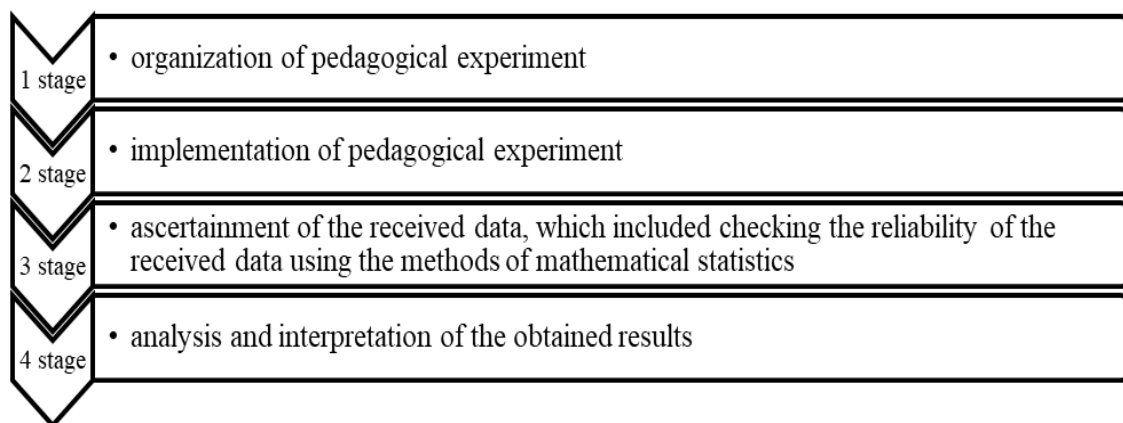 1 stage
• organization of pedagogical experiment
2 stage
• implementation of pedagogical experiment
3 stage
• ascertainment of the received data, which included checking the reliability of the
received data using the methods of mathematical statistics
4 stage
• analysis and interpretation of the obtained results